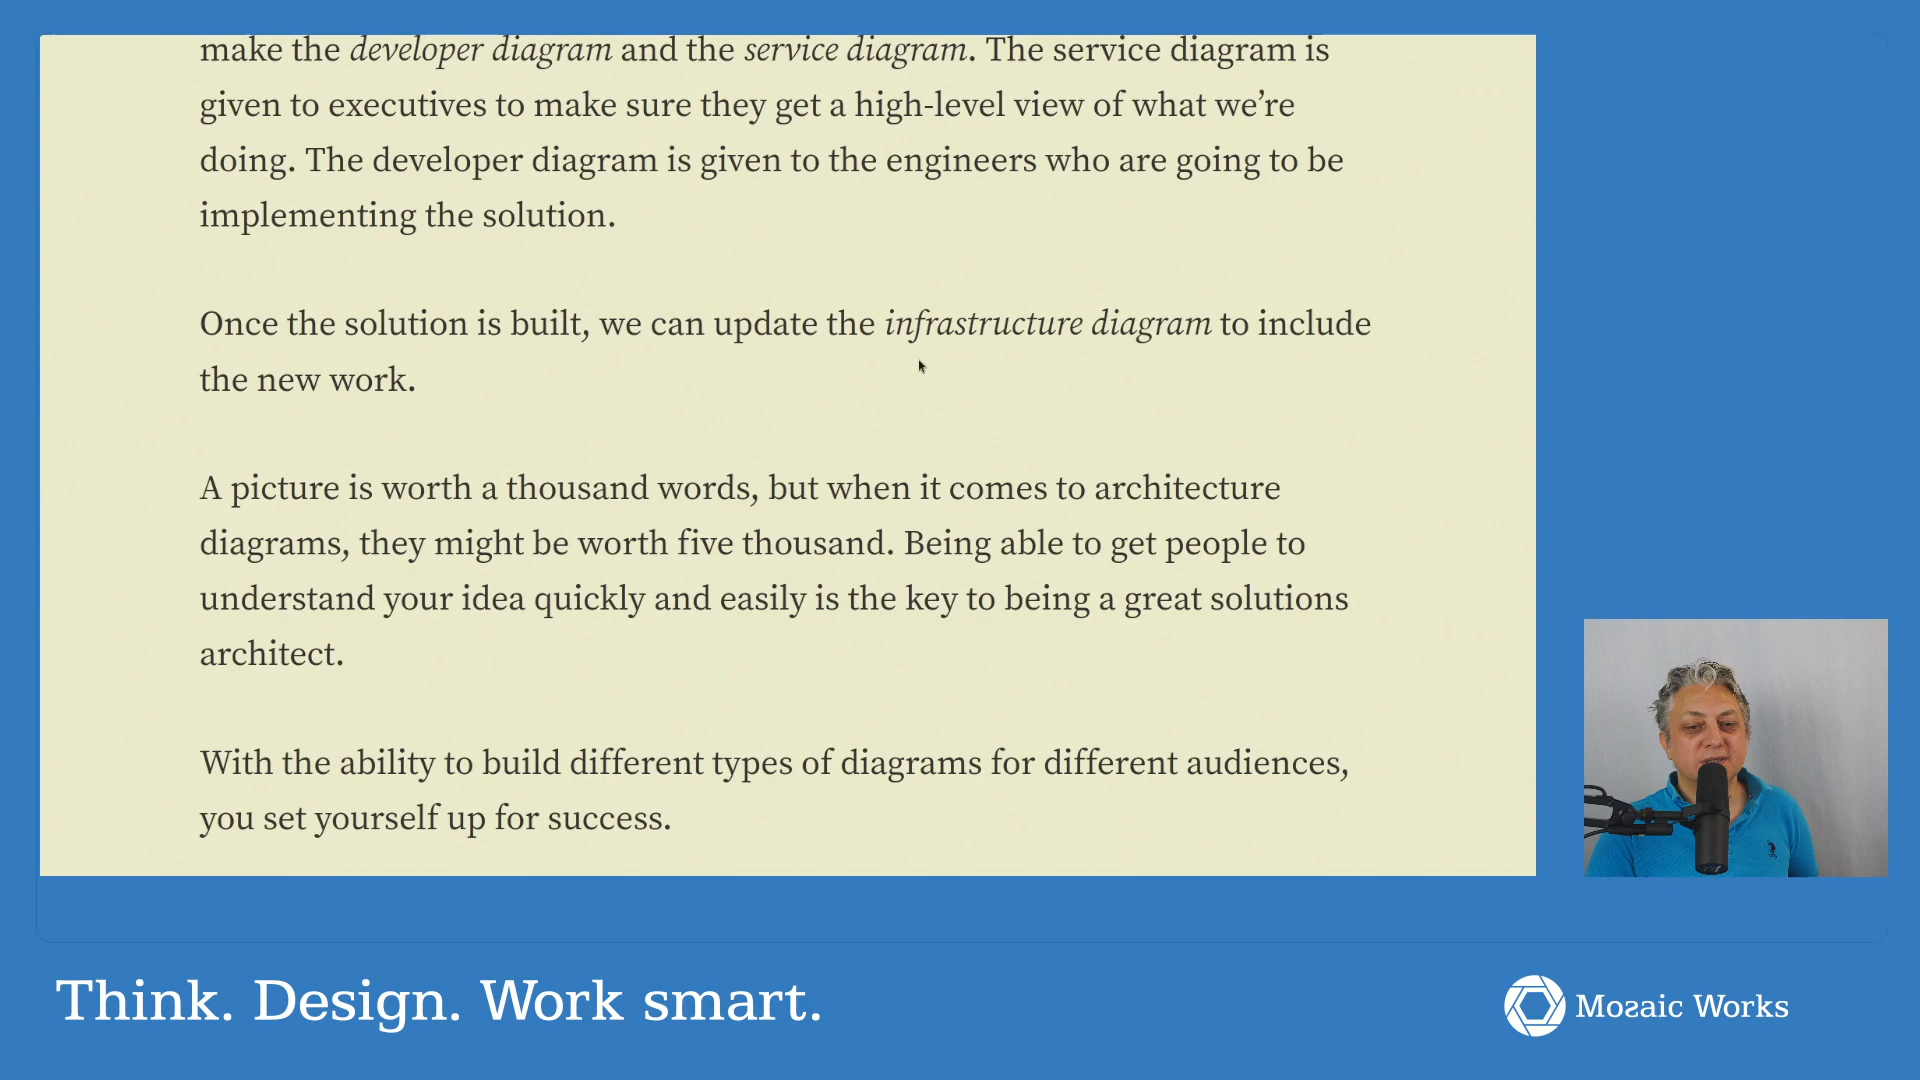 make the developer diagram and the service diagram. The service diagram is
given to executives to make sure they get a high-level view of what we’re
doing. The developer diagram is given to the engineers who are going to be
implementing the solution.
Once the solution is built, we can update the infrastructure diagram to include
the new work.
A picture is worth a thousand words, but when it comes to architecture
diagrams, they might be worth five thousand. Being able to get people to
understand your idea quickly and easily is the key to being a great solutions
architect.
With the ability to build different types of diagrams for different audiences,
you set yourself up for success.
Think. Design. Work smart.
Mozaic Works